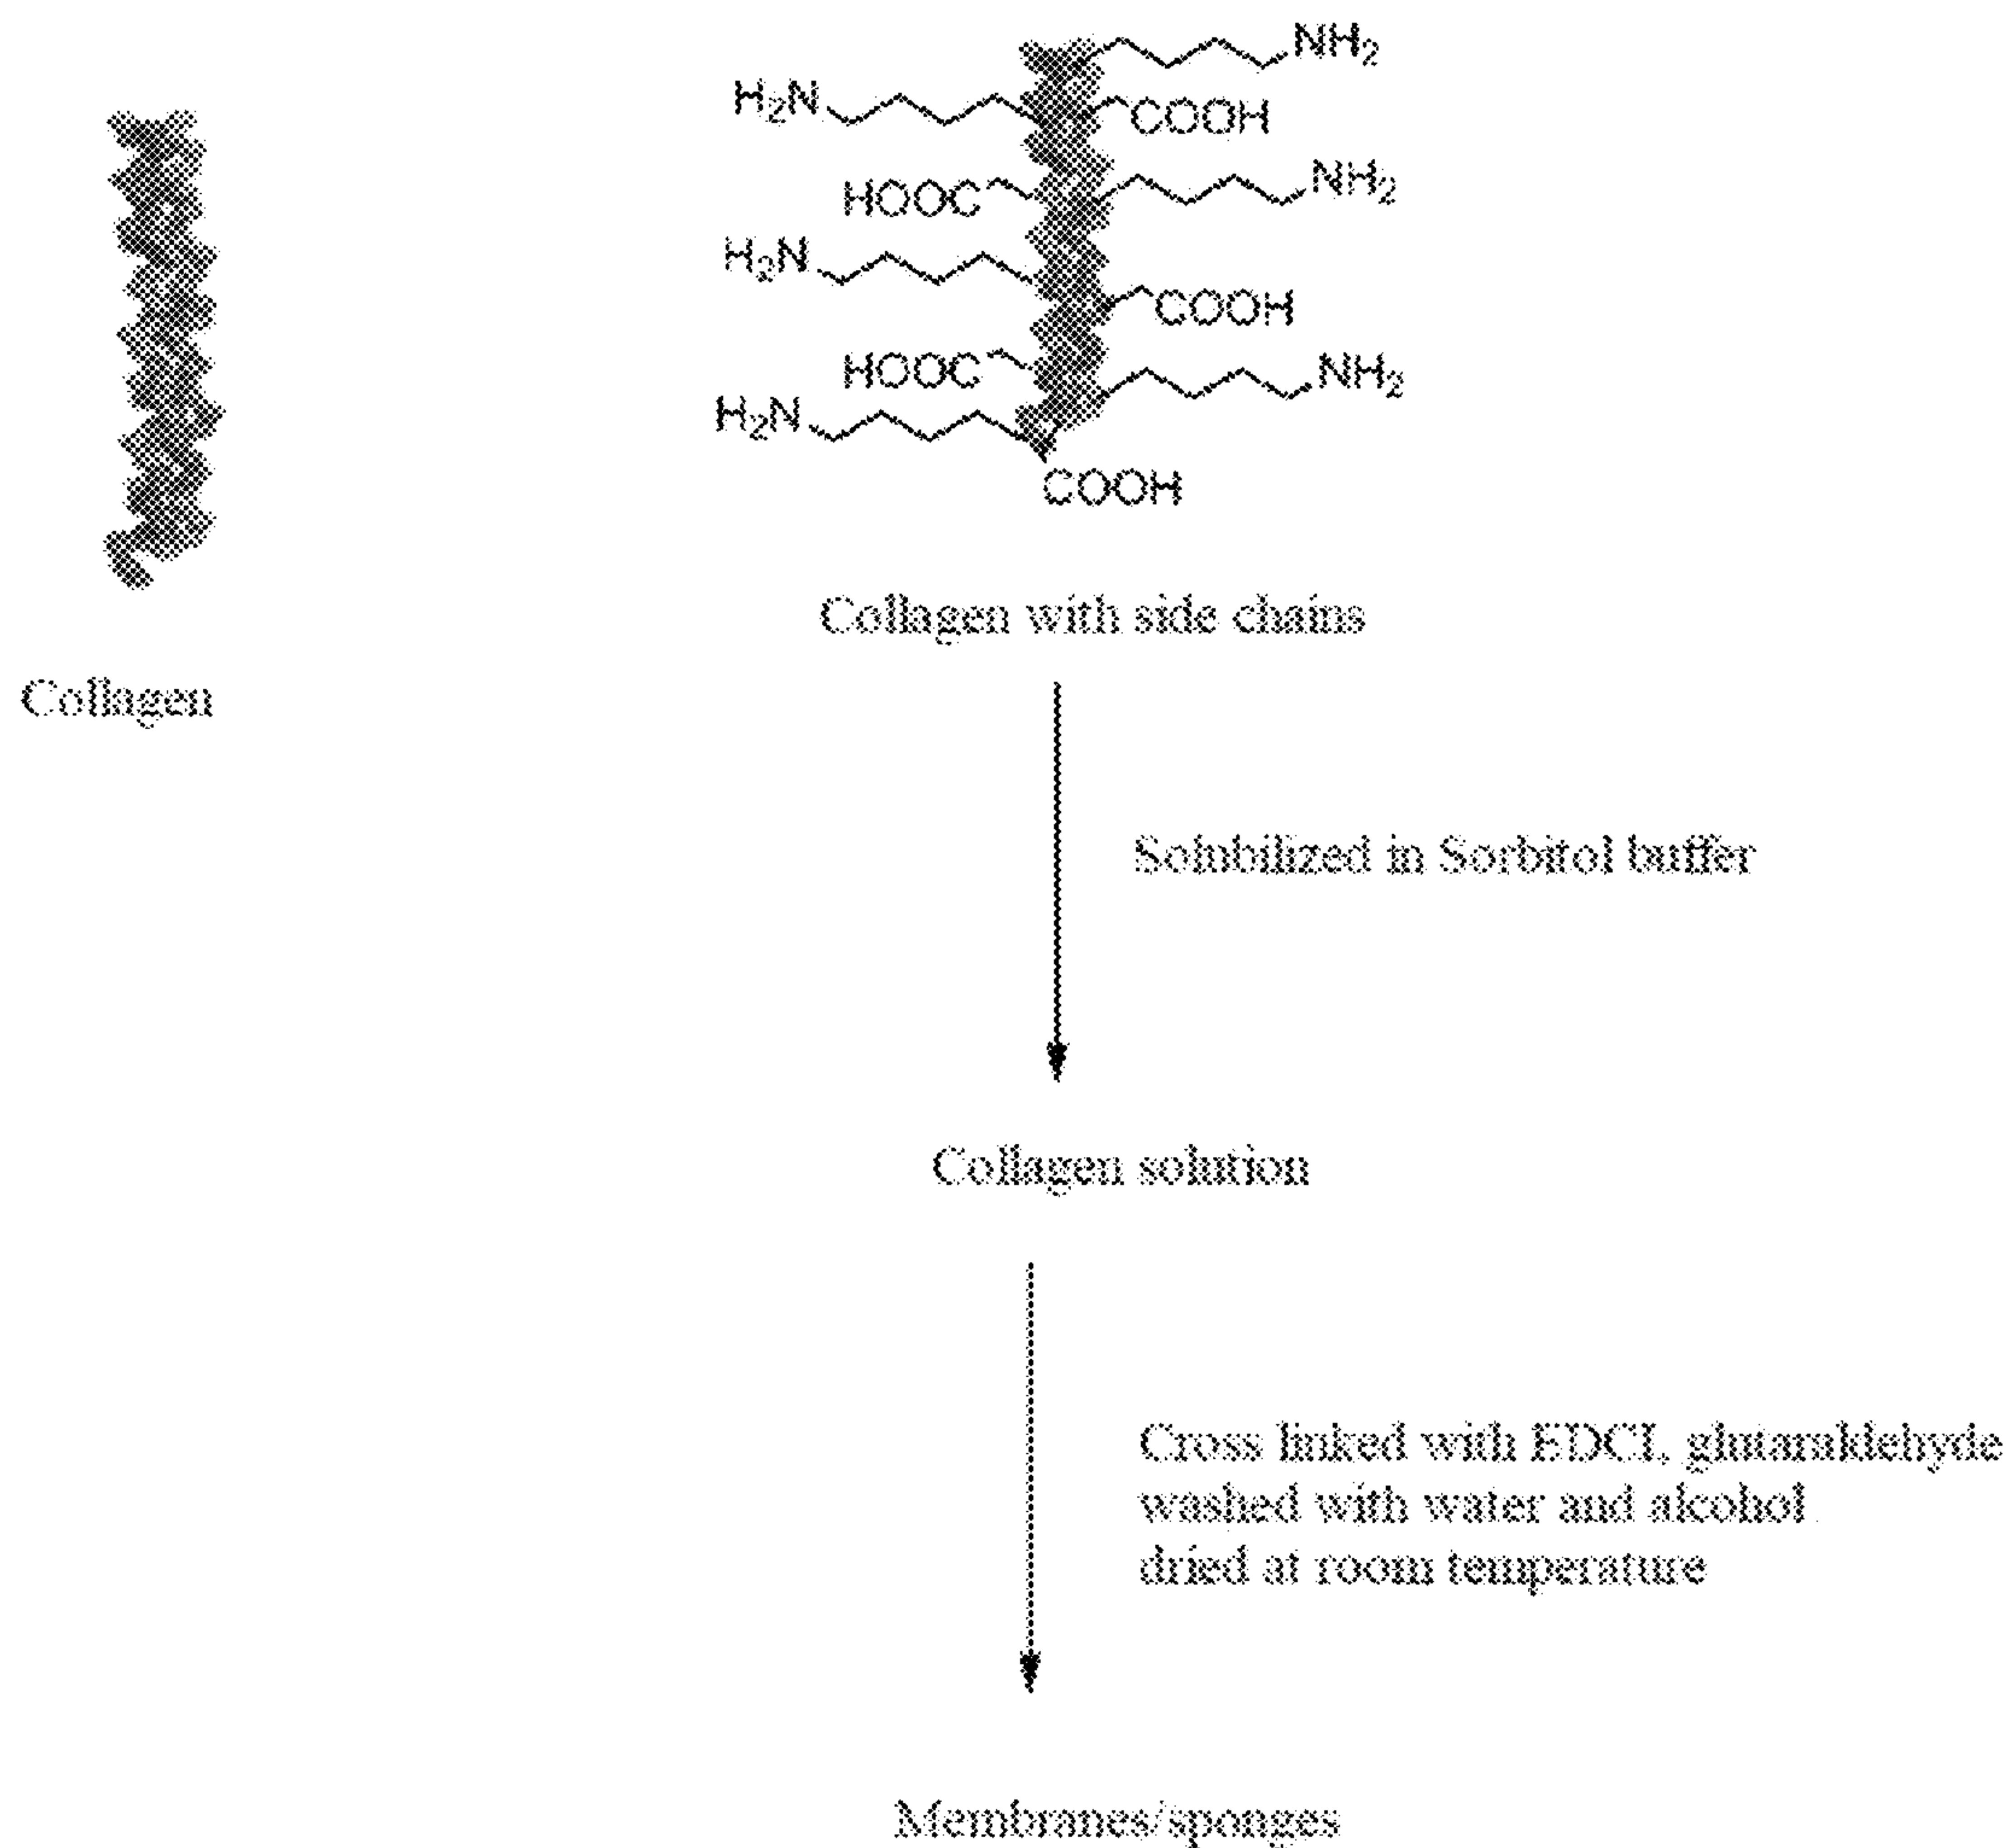 NH₂
H₂N
COOH
HOOC
NH₂
H₂N
COOH
HOOC
NH₂
H₂N
COOH
Collagen with side chains
Collagen
Solubilized in Sorbitol buffer
Collagen solution
Cross linked with EDCI, glutaraldehyde
washed with water and alcohol
dried at room temperature
Membranes/sponges